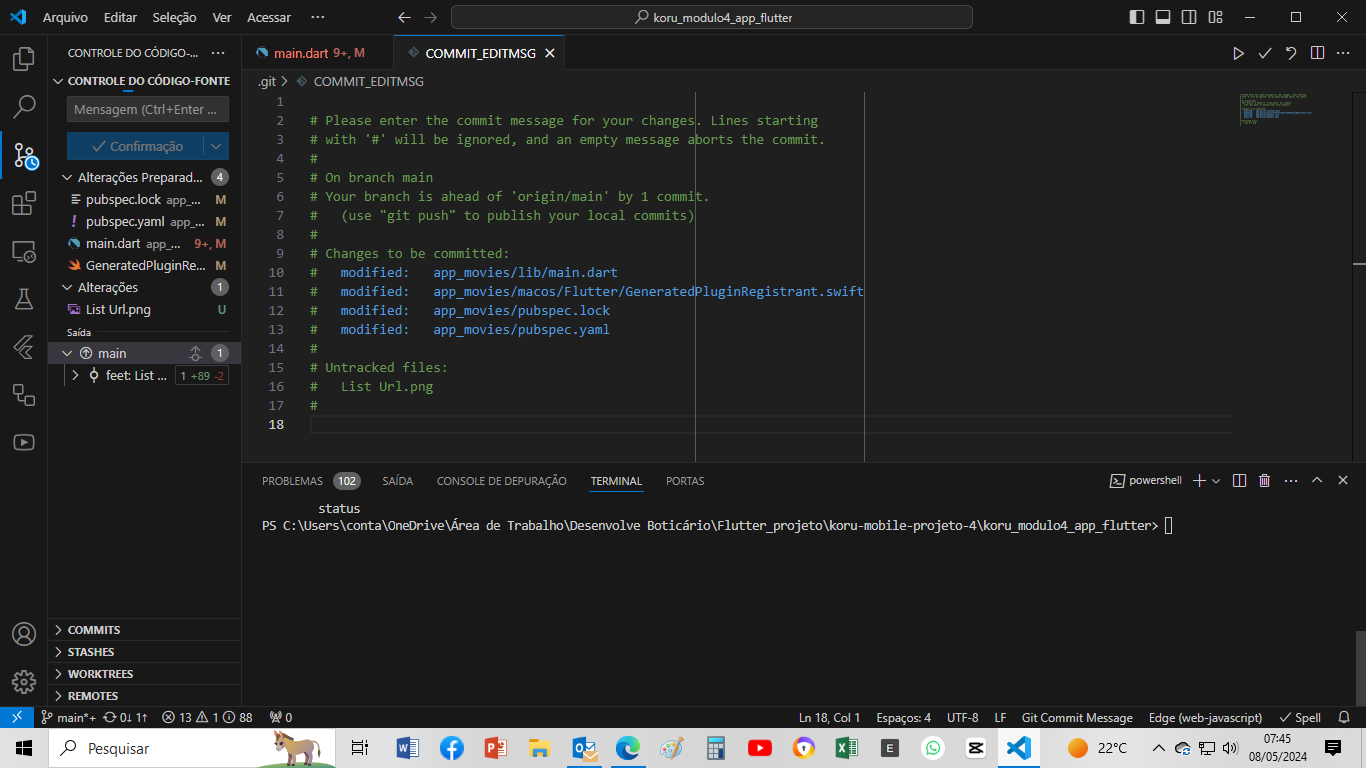 Arquivo Editar Seleção Ver Acessar ···
koru_modulo4_app_flutter
CONTROLE DO CÓDIGO-... ···
CONTROLE DO CÓDIGO-FONTE
Mensagem (Ctrl+Enter ...
Confirmação
Alterações Preparad... 4
pubspec.lock app_... M
pubspec.yaml app_... M
main.dart app_... 9+, M
GeneratedPluginRe... M
Alterações 1
List Url.png U
Saída
main 1
feet: List ... 1 +89 -2
COMMITS
STASHES
WORKTREES
REMOTES
main.dart 9+, M
COMMIT_EDITMSG
.git > COMMIT_EDITMSG
1
2 # Please enter the commit message for your changes. Lines starting
3 # with '#' will be ignored, and an empty message aborts the commit.
4 #
5 # On branch main
6 # Your branch is ahead of 'origin/main' by 1 commit.
7 #   (use "git push" to publish your local commits)
8 #
9 # Changes to be committed:
10 #   modified:   app_movies/lib/main.dart
11 #   modified:   app_movies/macos/Flutter/GeneratedPluginRegistrant.swift
12 #   modified:   app_movies/pubspec.lock
13 #   modified:   app_movies/pubspec.yaml
14 #
15 # Untracked files:
16 #   List Url.png
17 #
18
PROBLEMAS 102 SAÍDA CONSOLE DE DEPURAÇÃO TERMINAL PORTAS
powershell
status
PS C:\Users\conta\OneDrive\Área de Trabalho\Desenvolve Boticário\Flutter_projeto\koru-mobile-projeto-4\koru_modulo4_app_flutter>
main*+ 0↓ 1↑ 13 1 88 0
Ln 18, Col 1 Espaços: 4 UTF-8 LF Git Commit Message Edge (web-javascript) Spell
Pesquisar
22°C
07:45
08/05/2024